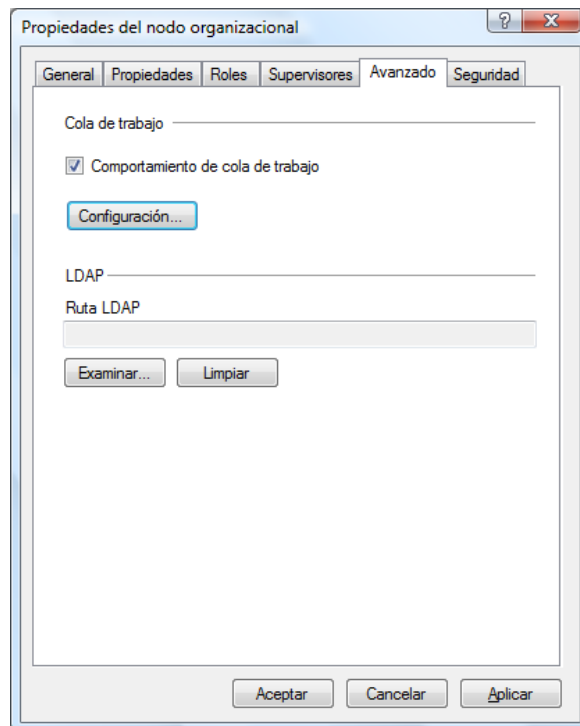 Propiedades del nodo organizacional
?
General Propiedades Roles Supervisores Avanzado Seguridad
Cola de trabajo
Comportamiento de cola de trabajo
Configuración...
LDAP
Ruta LDAP
Examinar... Limpiar
Aceptar Cancelar Aplicar